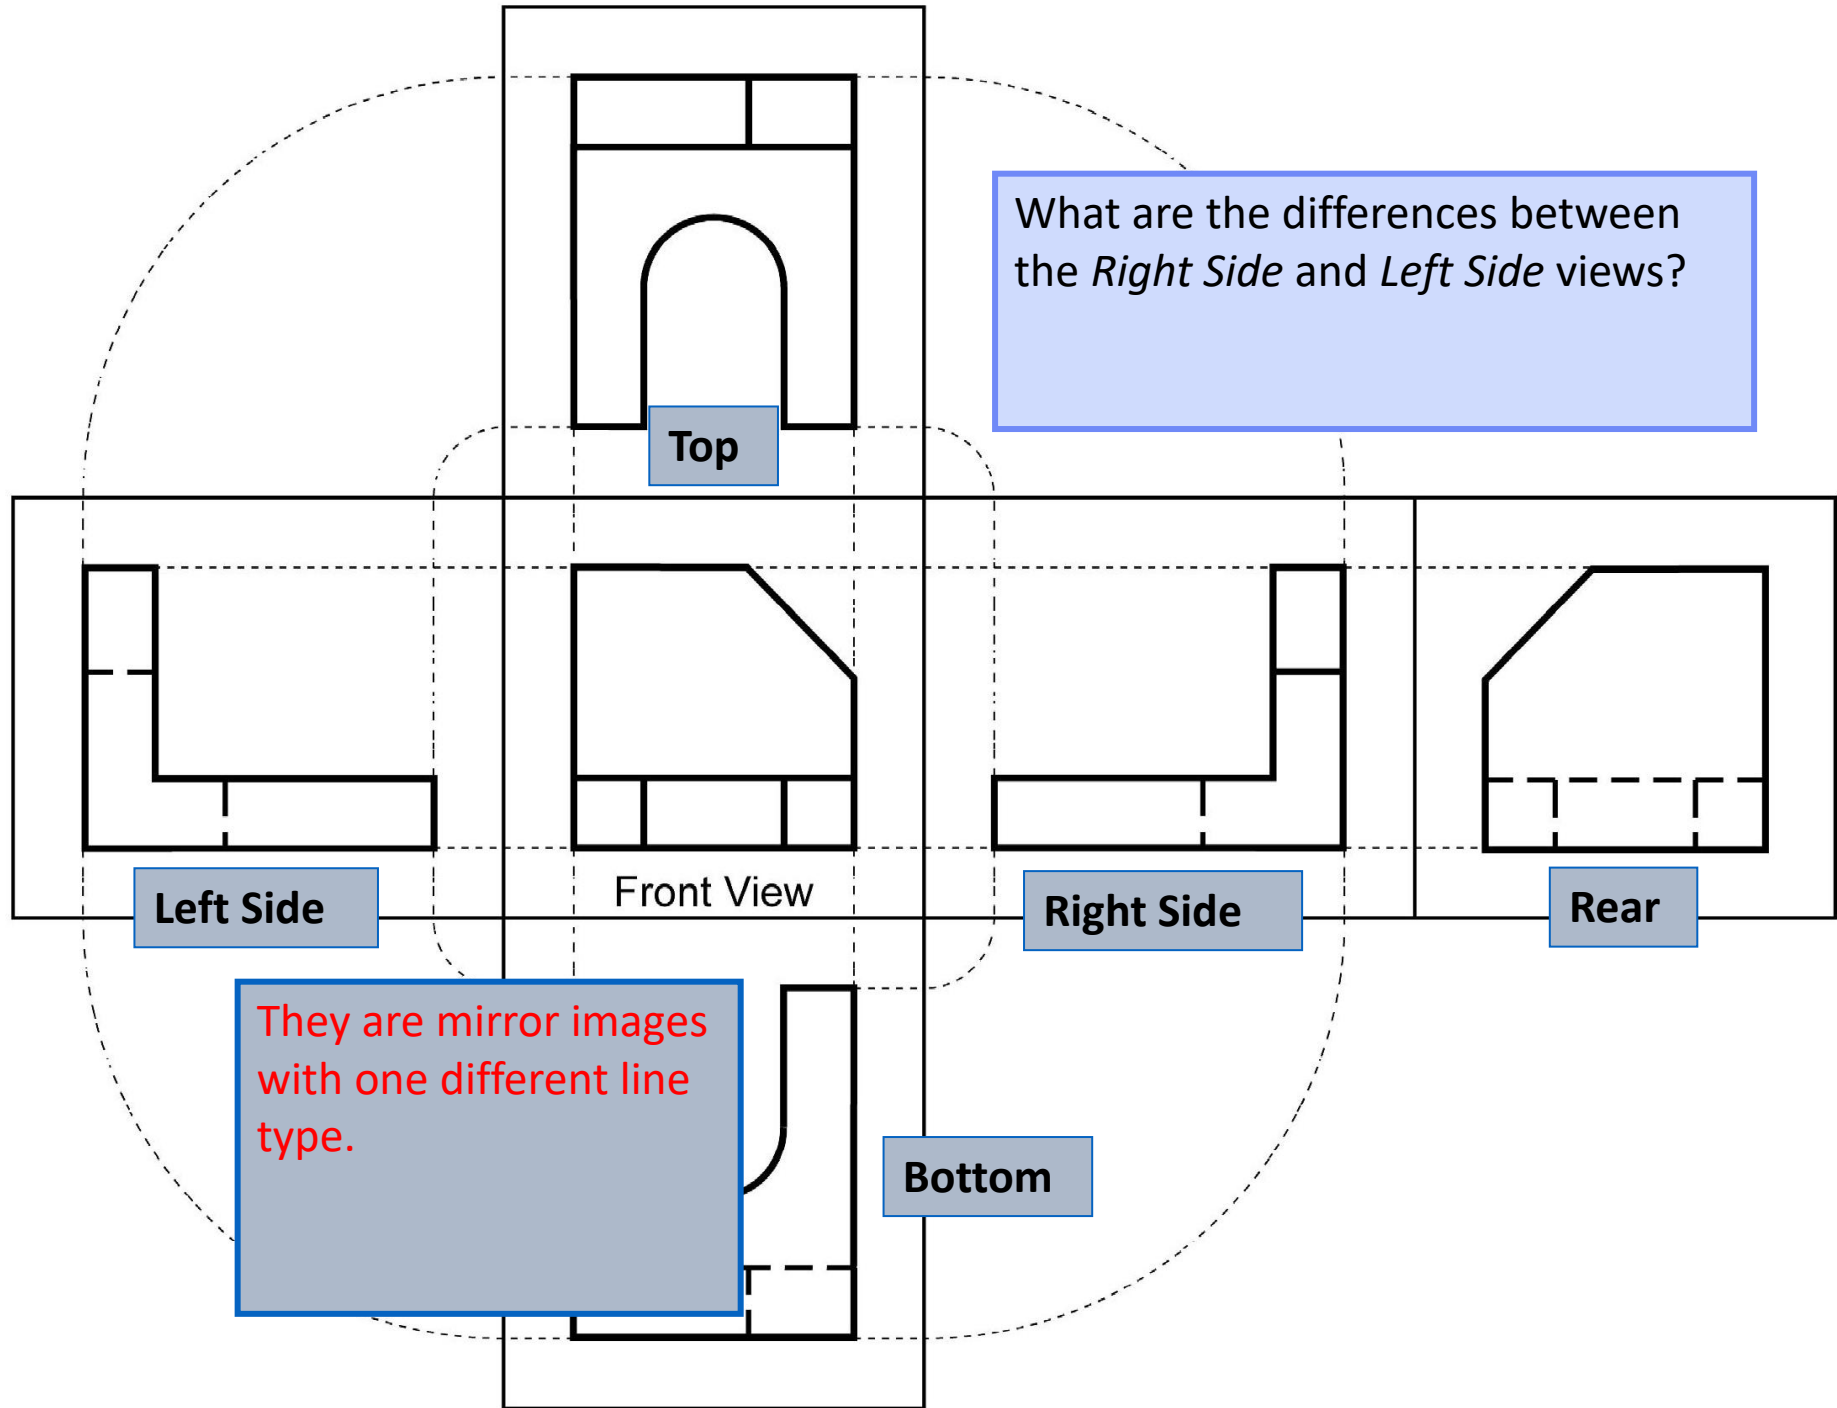 What are the differences between
the Right Side and Left Side views?
Top
Left Side
Front View
Right Side
Rear
They are mirror images
with one different line
type.
Bottom